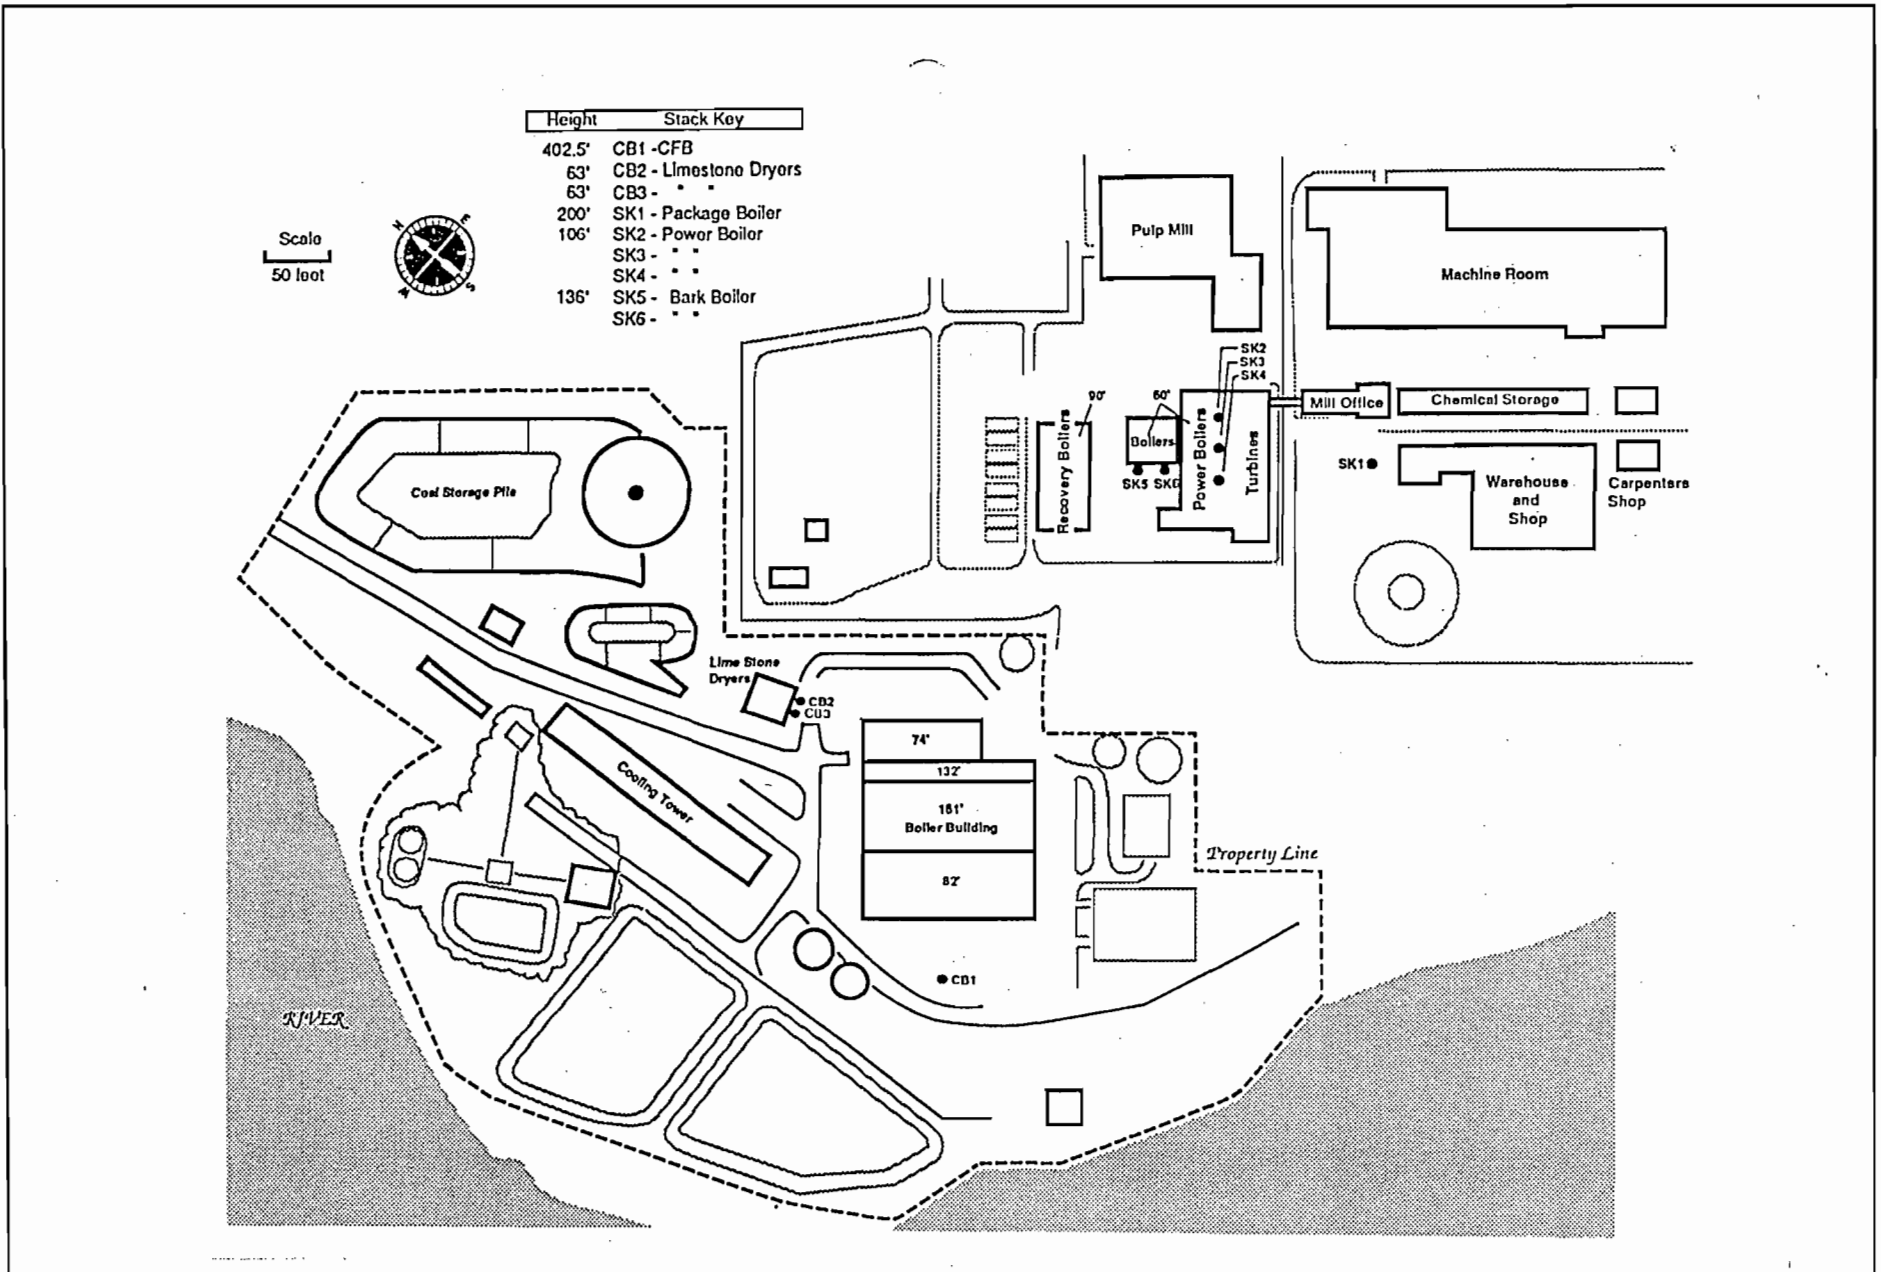 Height Stack Key
402.5' CB1 -CFB
63' CB2 - Limestone Dryers
63' CB3 - " "
200' SK1 - Package Boiler
106' SK2 - Power Boiler
SK3 - " "
SK4 - " "
136' SK5 - Bark Boiler
SK6 - " "
Scale
50 feet
N
E
S
W
Pulp Mill
Machine Room
SK2
SK3
SK4
90'
60'
Recovery Boilers
Boilers
SK5 SK6
Power Boilers
Turbines
Mill Office
Chemical Storage
SK1
Warehouse
and
Shop
Carpenters
Shop
Coal Storage Pile
Lime Stone
Dryers
CB2
CB3
Cooling Tower
74'
132'
161'
Boiler Building
82'
Property Line
CB1
RIVER